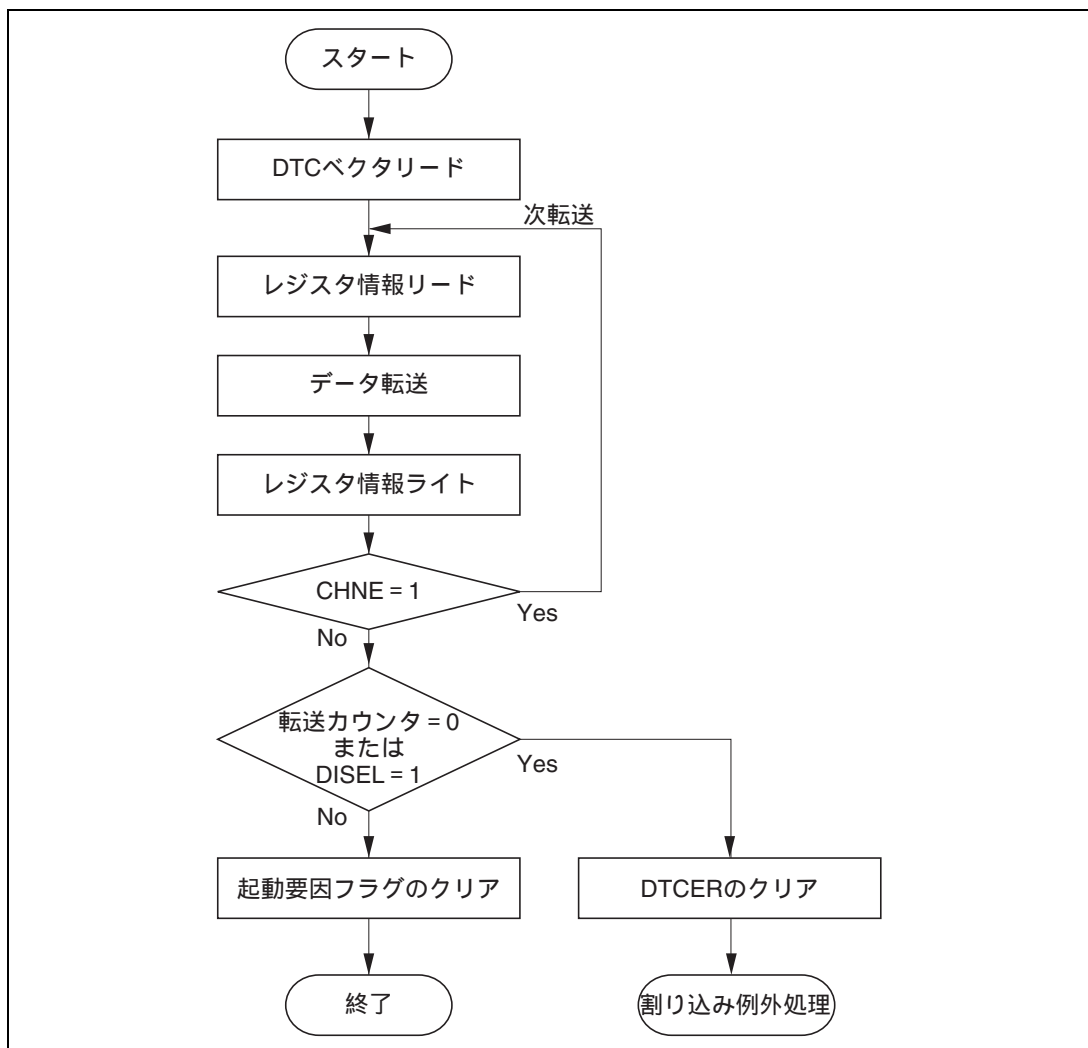 スタート
DTCベクタリード
次転送
レジスタ情報リード
データ転送
レジスタ情報ライト
CHNE = 1
Yes
No
転送カウンタ = 0
または
DISEL = 1
Yes
No
起動要因フラグのクリア
DTCERのクリア
終了
割り込み例外処理